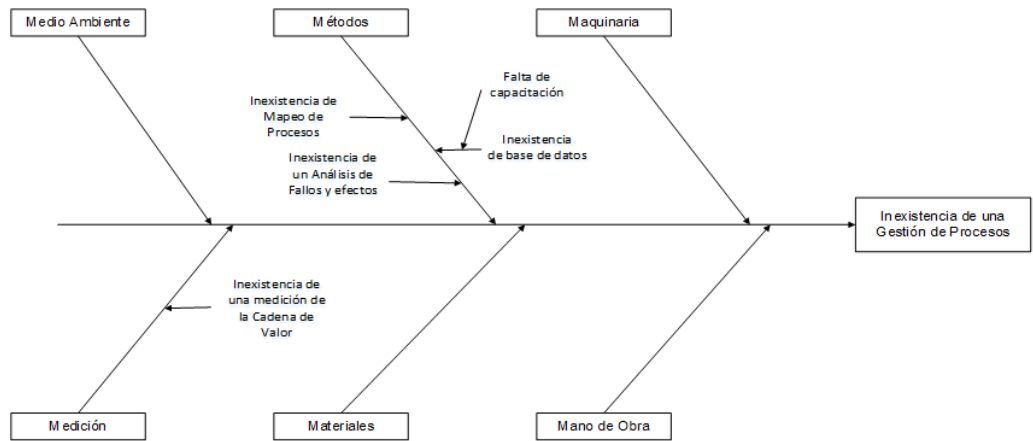 Medio Ambiente
Métodos
Maquinaria
Falta de
capacitación
Inexistencia de
Mapeo de
Procesos
Inexistencia
de base de datos
Inexistencia de
un Análisis de
Fallos y efectos
Inexistencia de una
Gestión de Procesos
Inexistencia de
una medición de
la Cadena de
Valor
Medición
Materiales
Mano de Obra